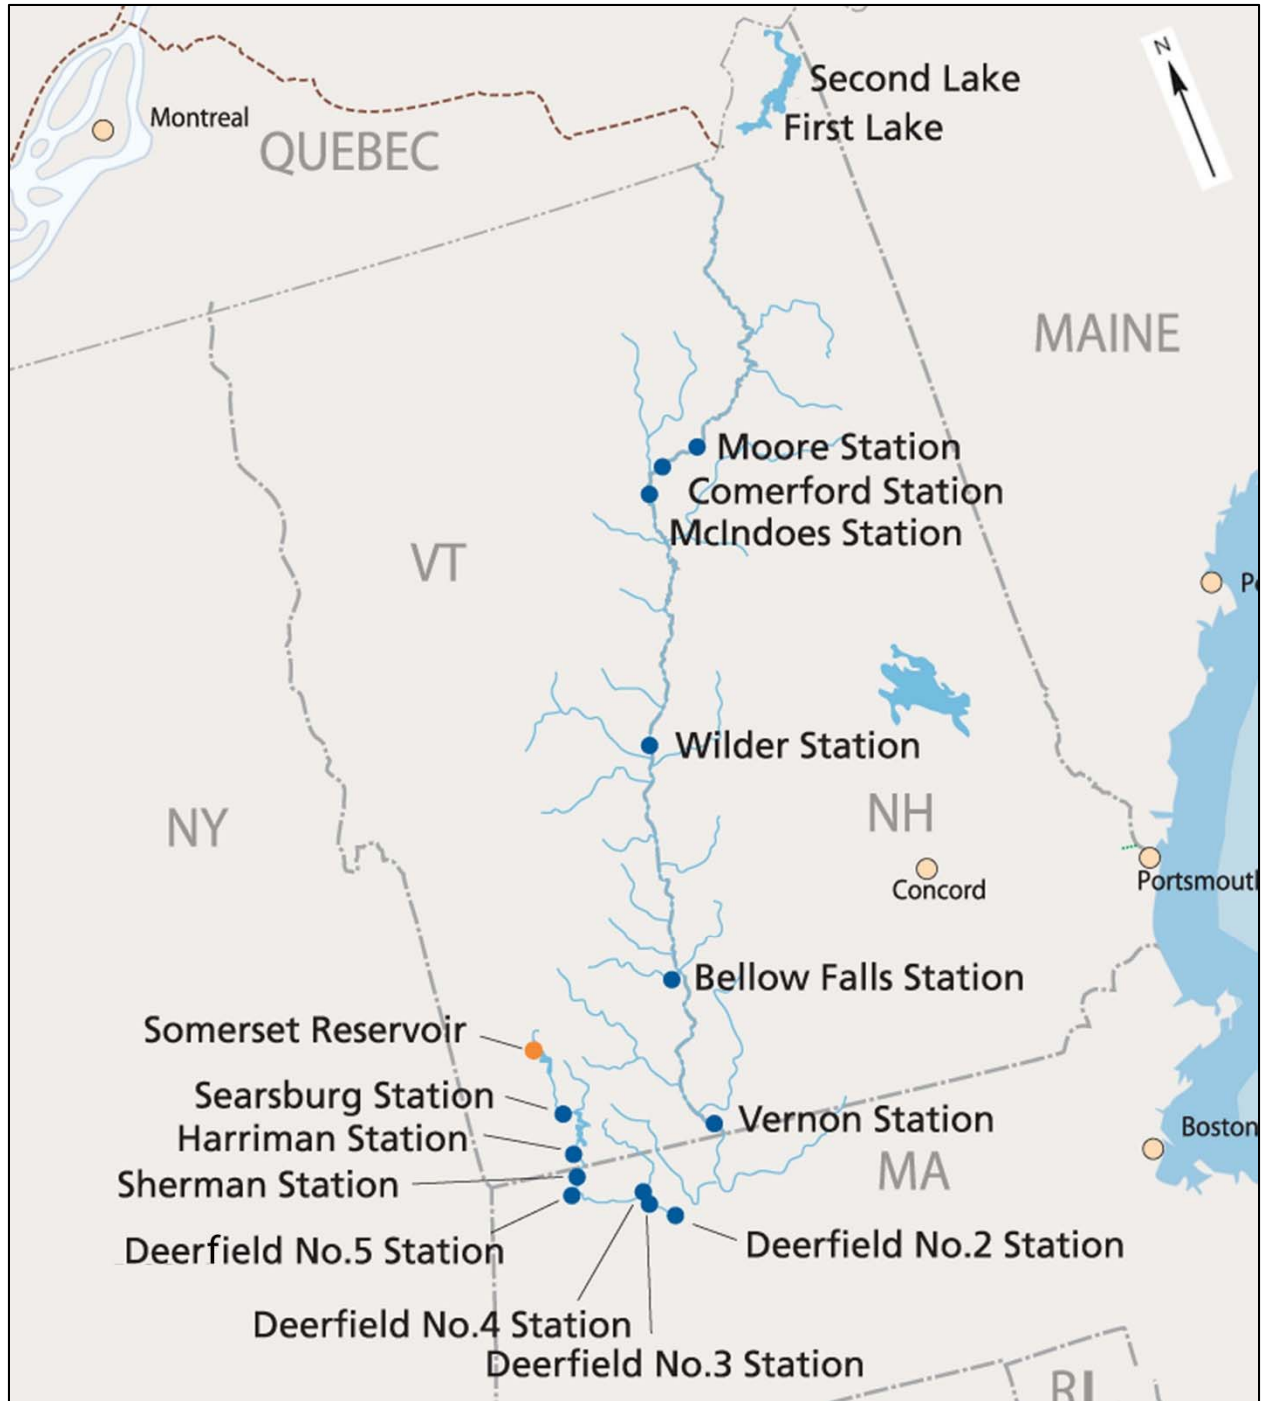 N
Second Lake
Montreal
First Lake
QUEBEC
MAINE
Moore Station
Comerford Station
McIndoes Station
VT
Wilder Station
NH
NY
Portsmout
Concord
Bellow Falls Station
Somerset Reservoir
Searsburg Station
Vernon Station
Boston
Harriman Station
MA
Sherman Station
Deerfield No.2 Station
Deerfield No.5 Station
Deerfield No.4 Station
Deerfield No.3 Station
RI